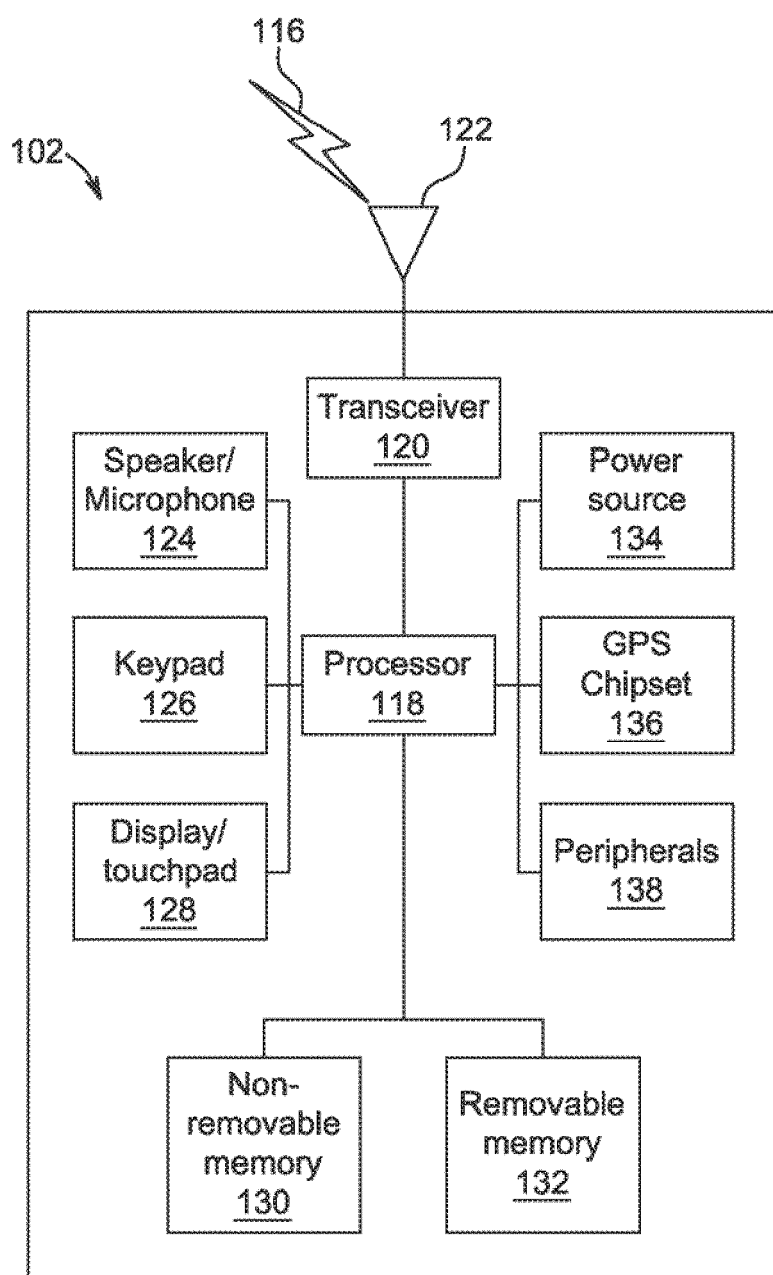 116
122
102
Transceiver
120
Speaker/
Microphone
124
Power
source
134
Keypad
126
Processor
118
GPS
Chipset
136
Display/
touchpad
128
Peripherals
138
Non-
removable
memory
130
Removable
memory
132